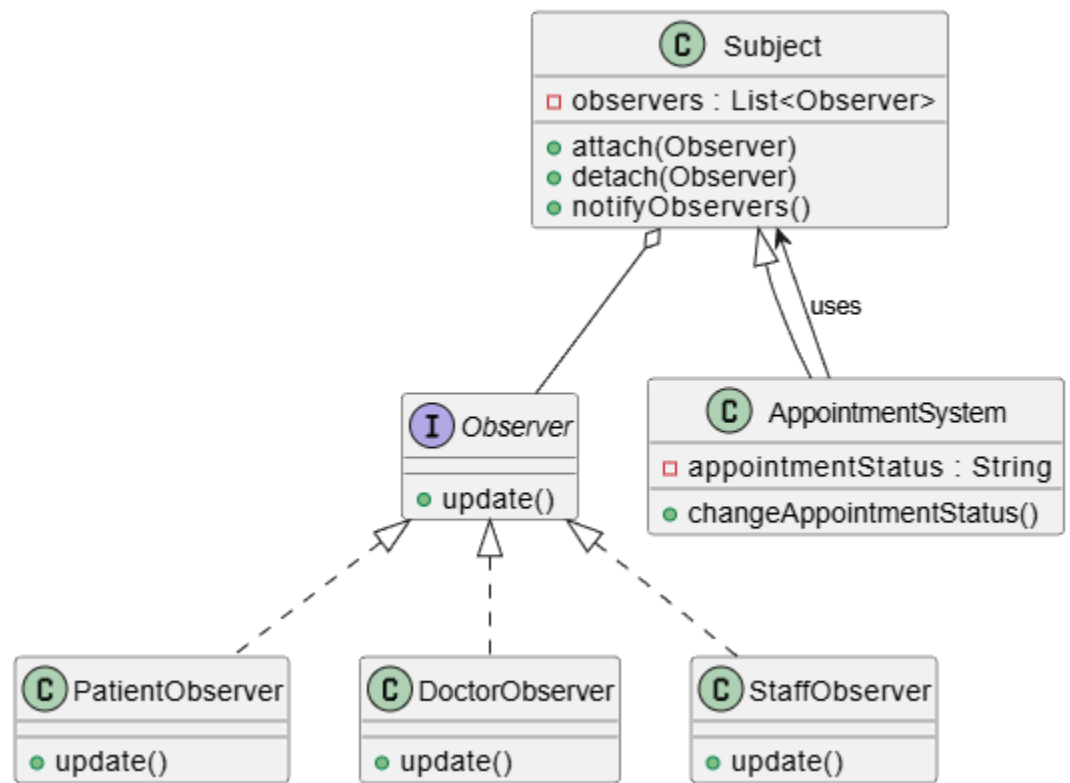 C Subject
observers : List<Observer>
attach(Observer)
detach(Observer)
notifyObservers()
uses
I Observer
update()
C AppointmentSystem
appointmentStatus : String
changeAppointmentStatus()
C PatientObserver
update()
C DoctorObserver
update()
C StaffObserver
update()